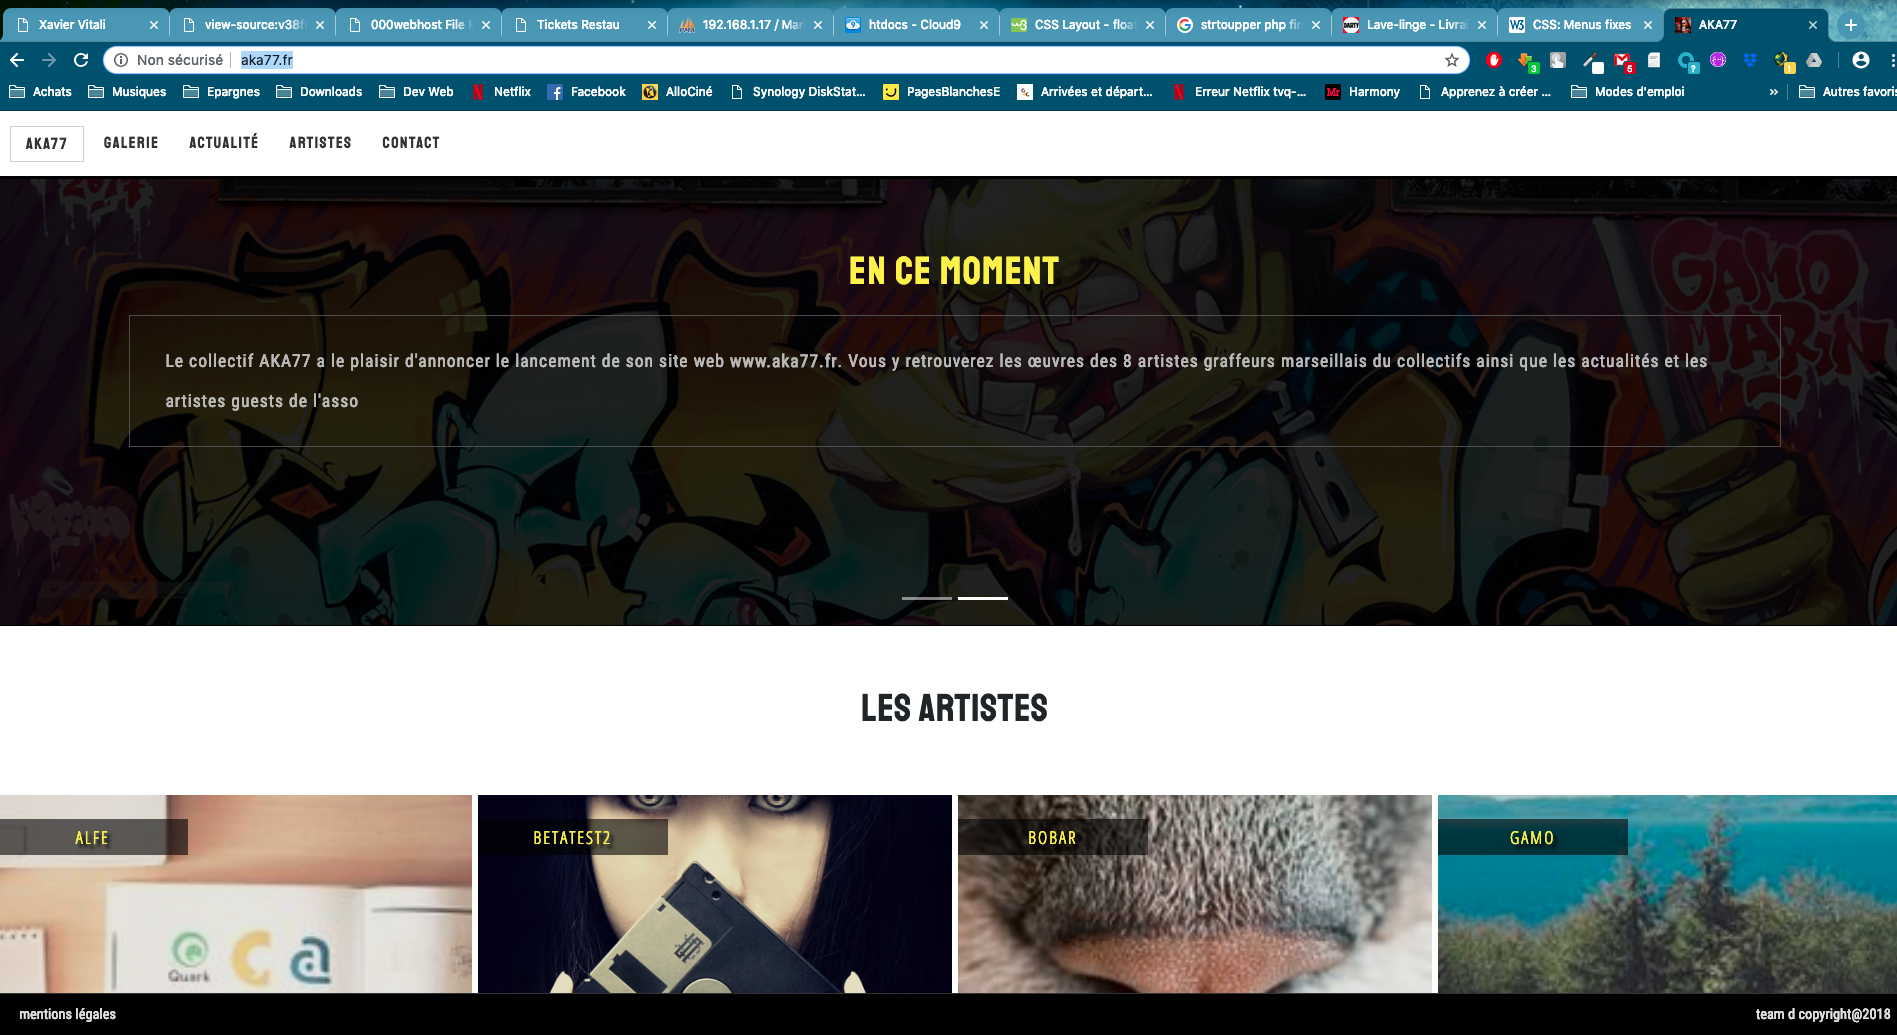 Xavier Vitali
view-source:v38f
000webhost File M
Tickets Restau
192.168.1.17 / Mar
htdocs - Cloud9
CSS Layout - floa
strtoupper php fir
Lave-linge - Livrai
CSS: Menus fixes
AKA77
Non sécurisé
aka77.fr
Achats
Musiques
Epargnes
Downloads
Dev Web
Netflix
Facebook
AlloCiné
Synology DiskStat...
PagesBlanchesE
Arrivées et départ...
Erreur Netflix tvq-...
Harmony
Apprenez à créer ...
Modes d'emploi
»
Autres favoris
AKA77
GALERIE
ACTUALITÉ
ARTISTES
CONTACT
EN CE MOMENT
Le collectif AKA77 a le plaisir d'annoncer le lancement de son site web www.aka77.fr. Vous y retrouverez les œuvres des 8 artistes graffeurs marseillais du collectifs ainsi que les actualités et les
artistes guests de l'asso
GAMO
LES ARTISTES
ALFE
BETATEST2
BOBAR
GAMO
Quark
mentions légales
team d copyright@2018